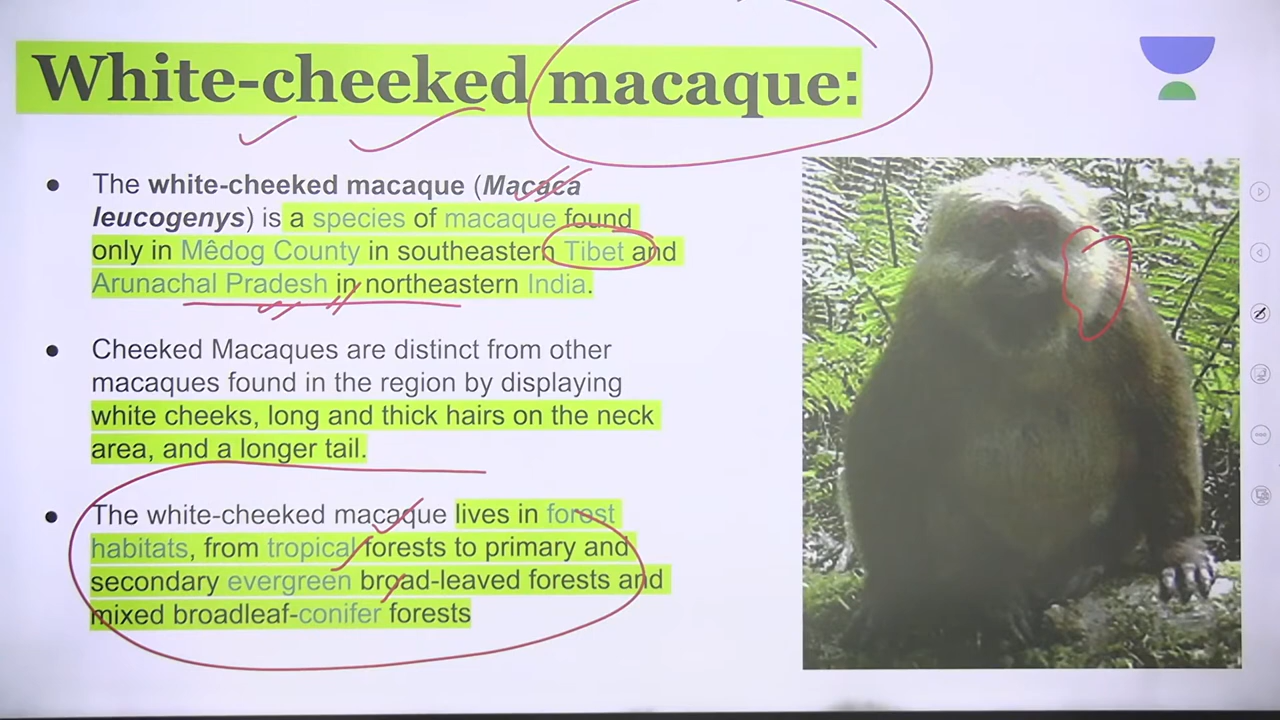 White-cheeked macaque:
● The white-cheeked macaque (Macaca
leucogenys) is a species of macaque found
only in Mêdog County in southeastern Tibet and
Arunachal Pradesh in northeastern India.
● Cheeked Macaques are distinct from other
macaques found in the region by displaying
white cheeks, long and thick hairs on the neck
area, and a longer tail.
● The white-cheeked macaque lives in forest
habitats, from tropical forests to primary and
secondary evergreen broad-leaved forests and
mixed broadleaf-conifer forests